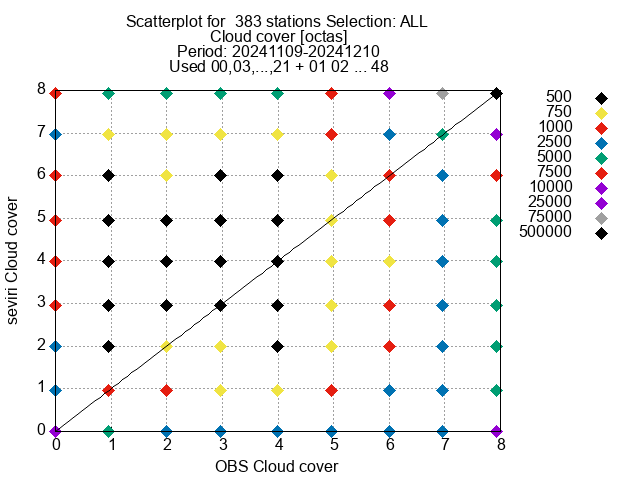 Scatterplot for  383 stations Selection: ALL
Cloud cover [octas]
Period: 20241109-20241210
Used 00,03,...,21 + 01 02 ... 48
8
7
6
5
4
3
2
1
0
seviri Cloud cover
0 1 2 3 4 5 6 7 8
OBS Cloud cover
500
750
1000
2500
5000
7500
10000
25000
75000
500000